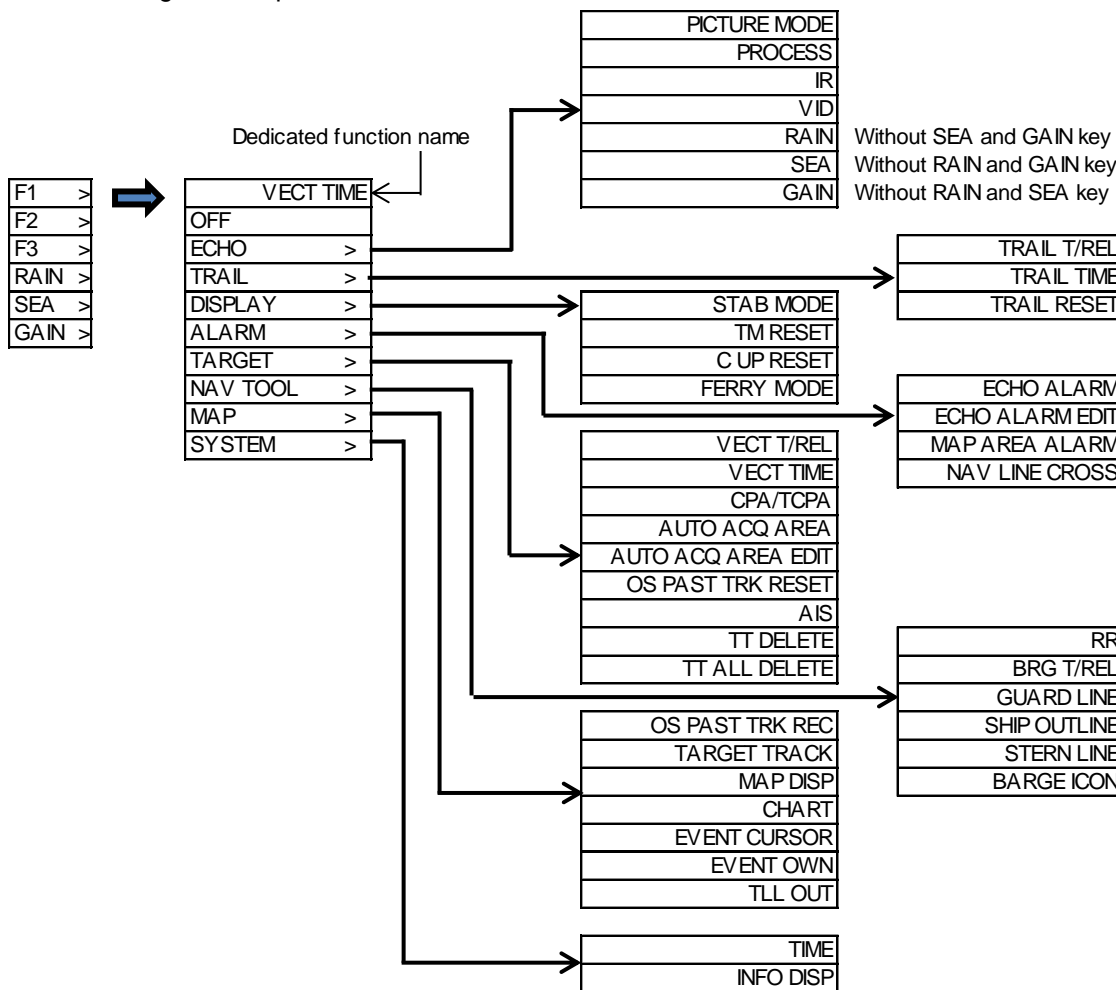 PICTURE MODE
PROCESS
IR
VID
RAIN Without SEA and GAIN key
SEA Without RAIN and GAIN key
GAIN Without RAIN and SEA key
Dedicated function name
F1 >
F2 >
F3 >
RAIN >
SEA >
GAIN >
VECT TIME
OFF
ECHO >
TRAIL >
DISPLAY >
ALARM >
TARGET >
NAV TOOL >
MAP >
SYSTEM >
TRAIL T/REL
TRAIL TIME
TRAIL RESET
STAB MODE
TM RESET
C UP RESET
FERRY MODE
ECHO ALARM
ECHO ALARM EDIT
MAP AREA ALARM
NAV LINE CROSS
VECT T/REL
VECT TIME
CPA/TCPA
AUTO ACQ AREA
AUTO ACQ AREA EDIT
OS PAST TRK RESET
AIS
TT DELETE
TT ALL DELETE
RR
BRG T/REL
GUARD LINE
SHIP OUTLINE
STERN LINE
BARGE ICON
OS PAST TRK REC
TARGET TRACK
MAP DISP
CHART
EVENT CURSOR
EVENT OWN
TLL OUT
TIME
INFO DISP